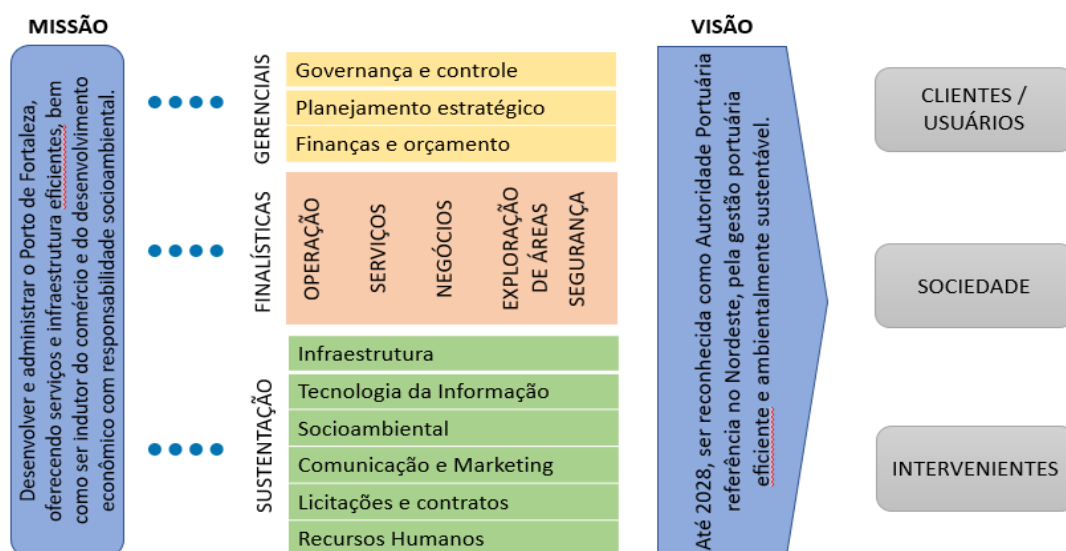 MISSÃO
Desenvolver e administrar o Porto de Fortaleza,
oferecendo serviços e infraestrutura eficientes, bem
como ser indutor do comércio e do desenvolvimento
econômico com responsabilidade socioambiental.
GERENCIAIS
Governança e controle
Planejamento estratégico
Finanças e orçamento
FINALÍSTICAS
OPERAÇÃO
SERVIÇOS
NEGÓCIOS
EXPLORAÇÃO
DE ÁREAS
SEGURANÇA
SUSTENTAÇÃO
Infraestrutura
Tecnologia da Informação
Socioambiental
Comunicação e Marketing
Licitações e contratos
Recursos Humanos
VISÃO
Até 2028, ser reconhecida como Autoridade Portuária
referência no Nordeste, pela gestão portuária
eficiente e ambientalmente sustentável.
CLIENTES /
USUÁRIOS
SOCIEDADE
INTERVENIENTES